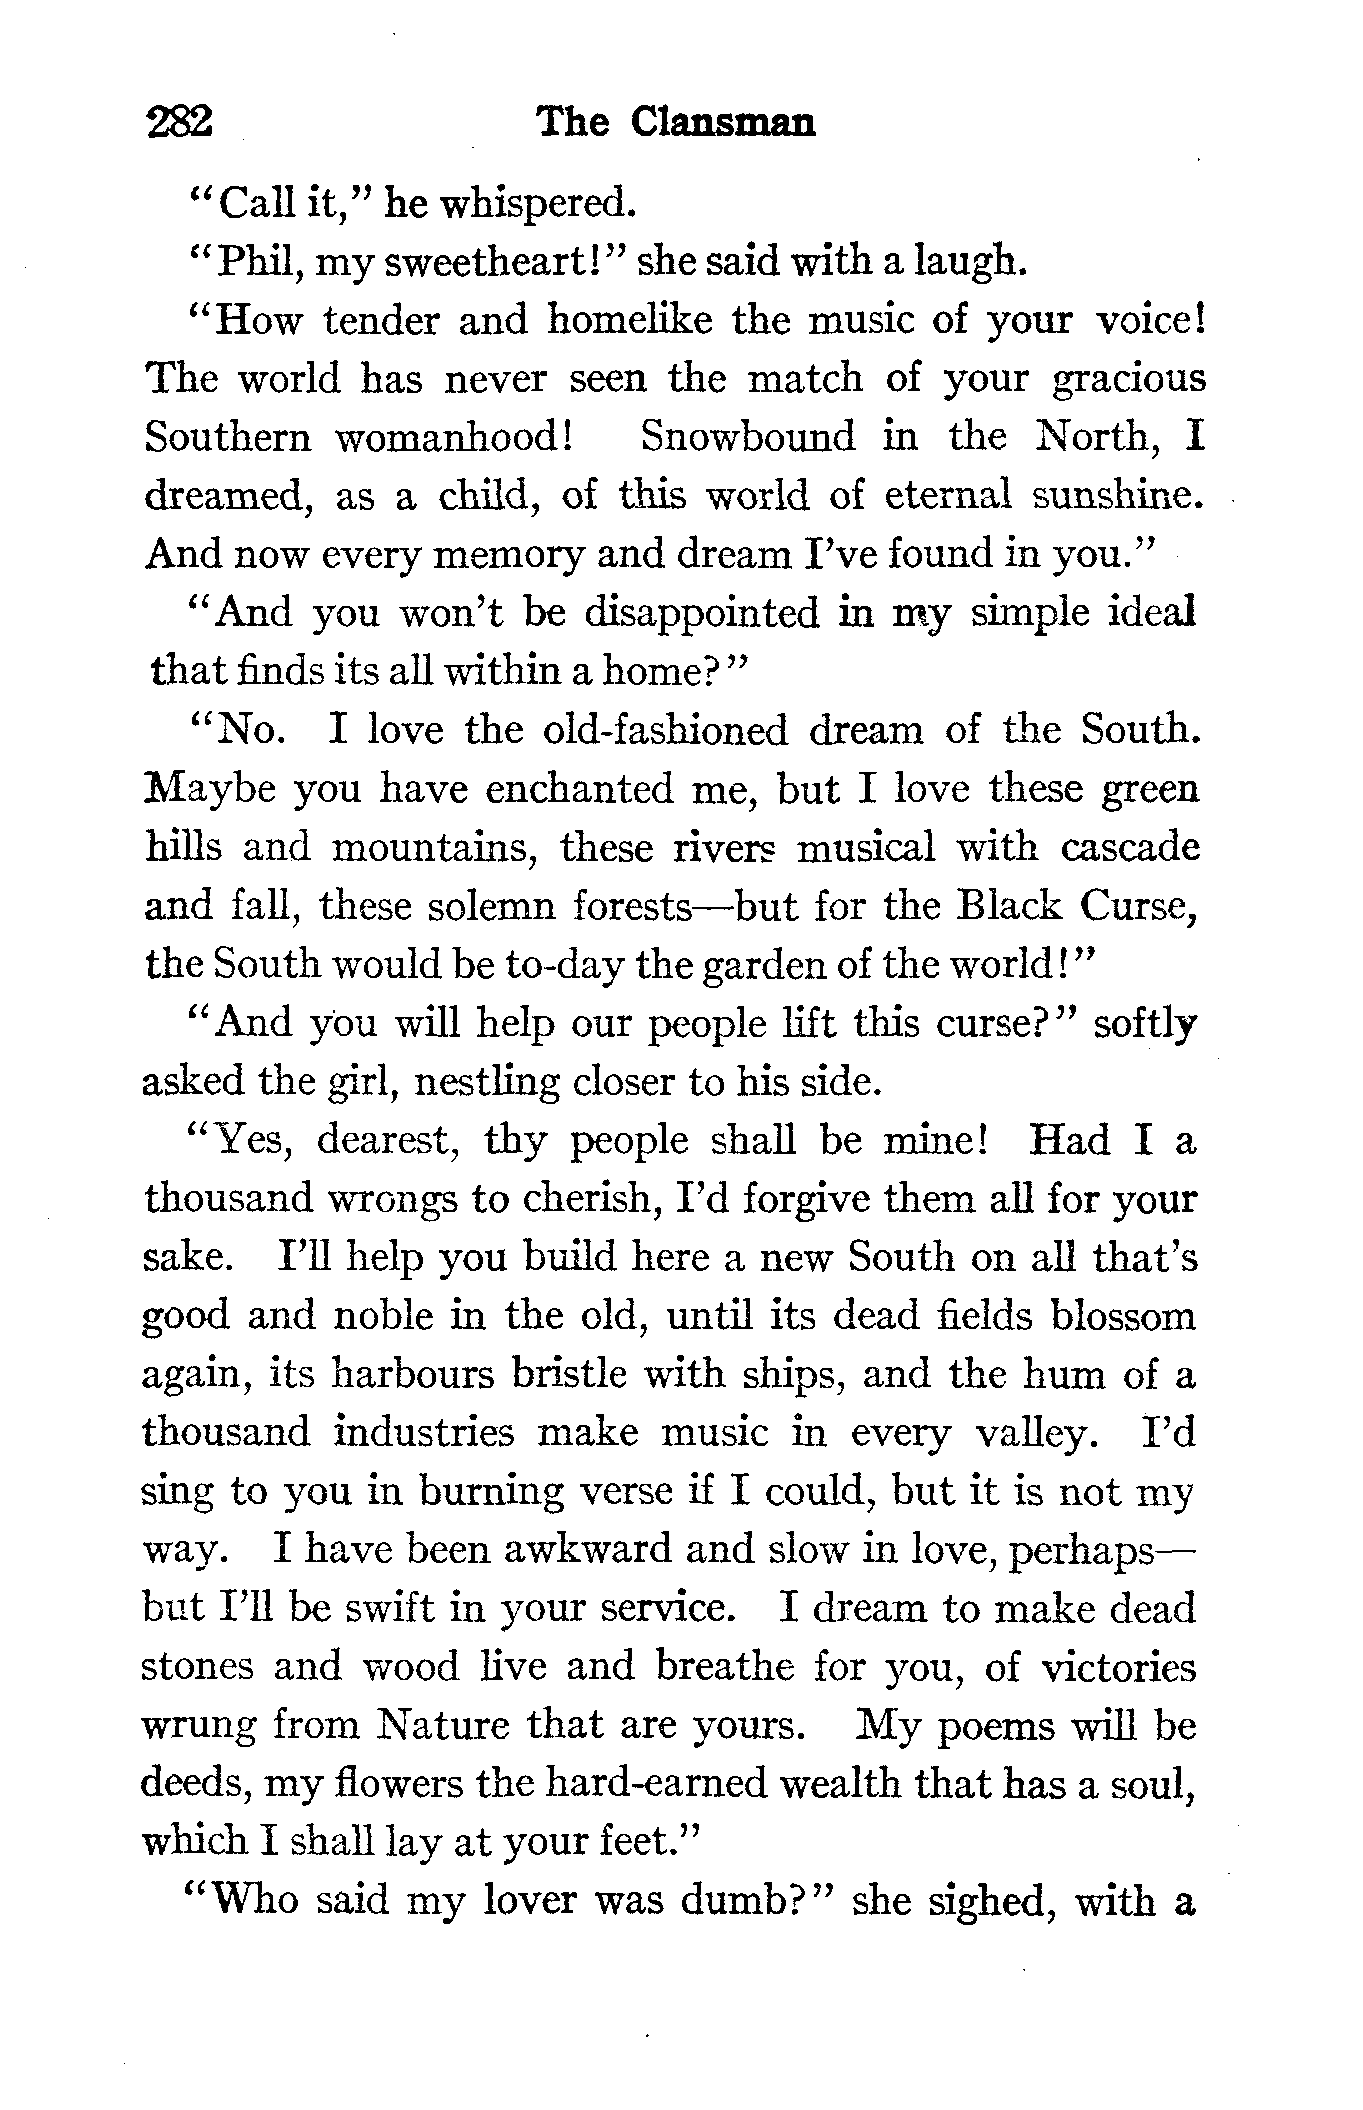 282 The Clansman
"Call it," he whispered.
"Phil, my sweetheart!" she said with a laugh.
"How tender and homelike the music of your voice!
The world has never seen the match of your gracious
Southern womanhood! Snowbound in the North, I
dreamed, as a child, of this world of eternal sunshine.
And now every memory and dream I've found in you."
"And you won't be disappointed in my simple ideal
that finds its all within a home?"
"No. I love the old-fashioned dream of the South.
Maybe you have enchanted me, but I love these green
hills and mountains, these rivers musical with cascade
and fall, these solemn forests—but for the Black Curse,
the South would be to-day the garden of the world!"
"And you will help our people lift this curse?" softly
asked the girl, nestling closer to his side.
"Yes, dearest, thy people shall be mine! Had I a
thousand wrongs to cherish, I'd forgive them all for your
sake. I'll help you build here a new South on all that's
good and noble in the old, until its dead fields blossom
again, its harbours bristle with ships, and the hum of a
thousand industries make music in every valley. I'd
sing to you in burning verse if I could, but it is not my
way. I have been awkward and slow in love, perhaps—
but I'll be swift in your service. I dream to make dead
stones and wood live and breathe for you, of victories
wrung from Nature that are yours. My poems will be
deeds, my flowers the hard-earned wealth that has a soul,
which I shall lay at your feet."
"Who said my lover was dumb?" she sighed, with a